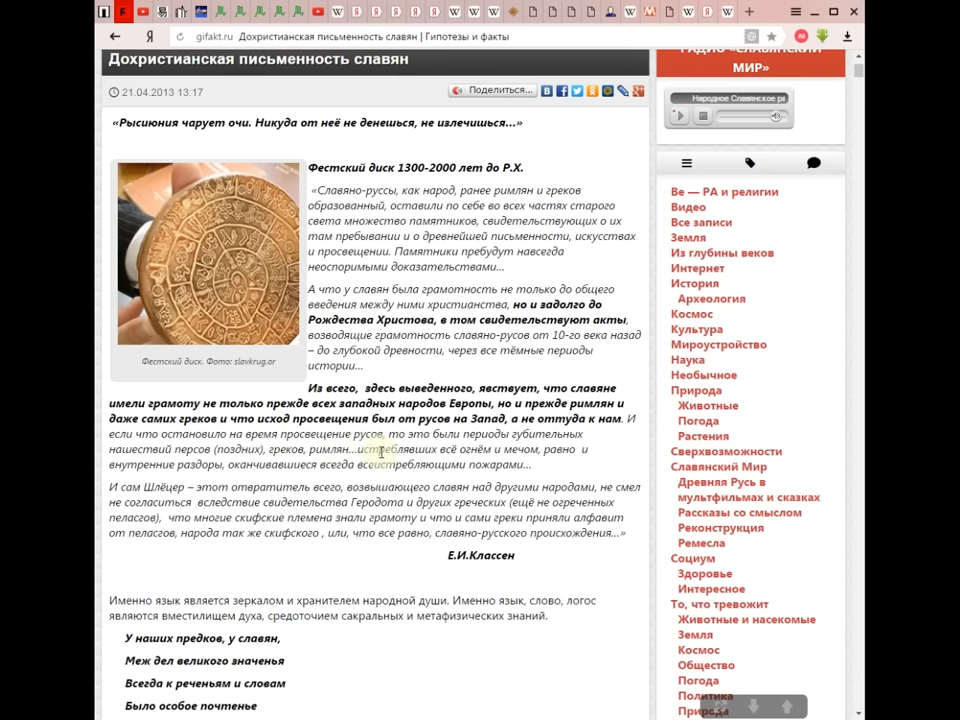 gifakt.ru Дохристианская письменность славян | Гипотезы и факты
Дохристианская письменность славян
21.04.2013 13:17
Поделиться...
«Рысиюния чарует очи. Никуда от неё не денешься, не излечишься...»
Фестский диск 1300-2000 лет до Р.Х.
«Славяно-руссы, как народ, ранее римлян и греков
образованный, оставили по себе во всех частях старого
света множество памятников, свидетельствующих о их
там пребывании и о древнейшей письменности, искусствах
и просвещении. Памятники пребудут навсегда
неоспоримыми доказательствами...
А что у славян была грамотность не только до общего
введения между ними христианства, но и задолго до
Рождества Христова, в том свидетельствуют акты,
возводящие грамотность славяно-русов от 10-го века назад
– до глубокой древности, через все тёмные периоды
истории...
Фестский диск. Фото: slavkrug.or
Из всего, здесь выведенного, явствует, что славяне
имели грамоту не только прежде всех западных народов Европы, но и прежде римлян и
даже самих греков и что исход просвещения был от русов на Запад, а не оттуда к нам. И
если что остановило на время просвещение русов, то это были периоды губительных
нашествий персов (поздних), греков, римлян...истреблявших всё огнём и мечом, равно и
внутренние раздоры, оканчивавшиеся всегда всеистребляющими пожарами...
И сам Шлёцер – этот отвратитель всего, возвышающего славян над другими народами, не смел
не согласиться вследствие свидетельства Геродота и других греческих (ещё не огреченных
пеласгов), что многие скифские племена знали грамоту и что и сами греки приняли алфавит
от пеласгов, народа так же скифского , или, что все равно, славяно-русского происхождения...»
Е.И.Классен
Именно язык является зеркалом и хранителем народной души. Именно язык, слово, логос
являются вместилищем духа, средоточием сакральных и метафизических знаний.
У наших предков, у славян,
Меж дел великого значенья
Всегда к реченьям и словам
Было особое почтенье
РАДИО «СЛАВЯНСКИЙ
МИР»
Народное Славянское ра
Ве — РА и религии
Видео
Все записи
Земля
Из глубины веков
Интернет
История
Археология
Космос
Культура
Мироустройство
Наука
Необычное
Природа
Животные
Погода
Растения
Сверхвозможности
Славянский Мир
Древняя Русь в
мультфильмах и сказках
Рассказы со смыслом
Реконструкция
Ремесла
Социум
Здоровье
Интересное
То, что тревожит
Животные и насекомые
Земля
Космос
Общество
Погода
Политика
Природа